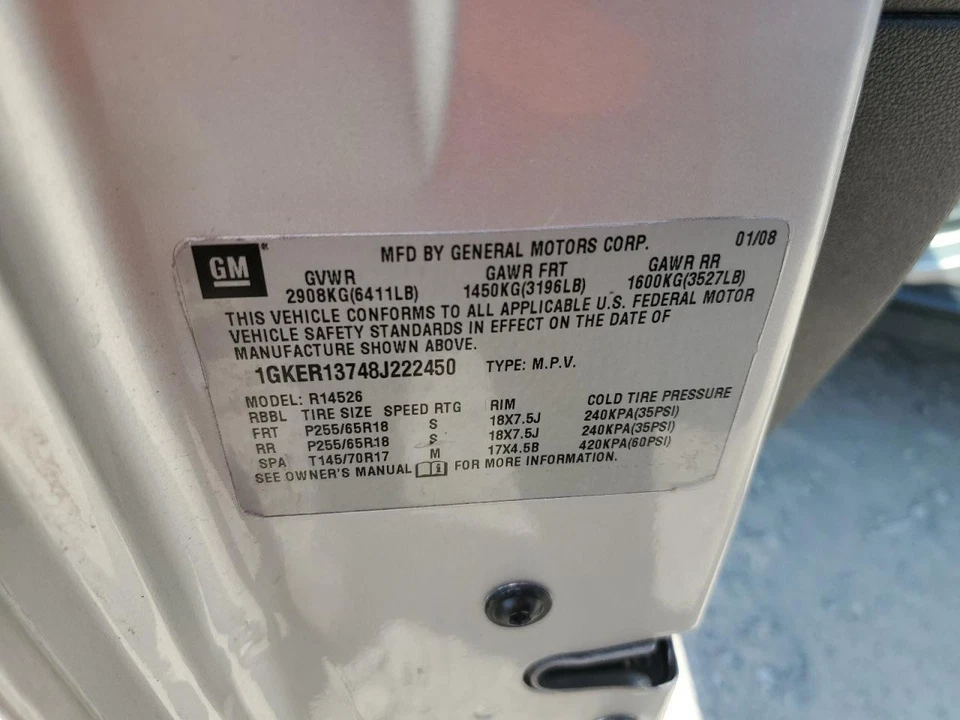 GM MFD BY GENERAL MOTORS CORP. 01/08
GVWR GAWR FRT GAWR RR
2908KG(6411LB) 1450KG(3196LB) 1600KG(3527LB)
THIS VEHICLE CONFORMS TO ALL APPLICABLE U.S. FEDERAL MOTOR
VEHICLE SAFETY STANDARDS IN EFFECT ON THE DATE OF
MANUFACTURE SHOWN ABOVE.
1GKER13748J222450 TYPE: M.P.V.
MODEL: R14526
RBBL TIRE SIZE SPEED RTG RIM COLD TIRE PRESSURE
FRT P255/65R18 S 18X7.5J 240KPA(35PSI)
RR P255/65R18 S 18X7.5J 240KPA(35PSI)
SPA T145/70R17 M 17X4.5B 420KPA(60PSI)
SEE OWNER'S MANUAL FOR MORE INFORMATION.